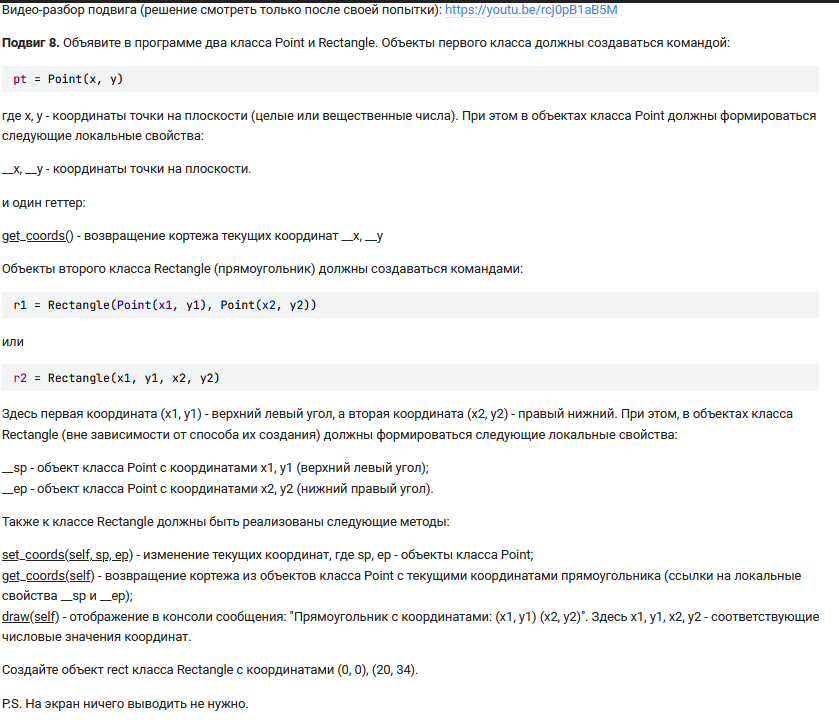 Видео-разбор подвига (решение смотреть только после своей попытки): https://youtu.be/rcj0pB1aB5M
Подвиг 8. Объявите в программе два класса Point и Rectangle. Объекты первого класса должны создаваться командой:
pt = Point(x, y)
где x, y - координаты точки на плоскости (целые или вещественные числа). При этом в объектах класса Point должны формироваться
следующие локальные свойства:
__x, __y - координаты точки на плоскости.
и один геттер:
get_coords() - возвращение кортежа текущих координат __x, __y
Объекты второго класса Rectangle (прямоугольник) должны создаваться командами:
r1 = Rectangle(Point(x1, y1), Point(x2, y2))
или
r2 = Rectangle(x1, y1, x2, y2)
Здесь первая координата (x1, y1) - верхний левый угол, а вторая координата (x2, y2) - правый нижний. При этом, в объектах класса
Rectangle (вне зависимости от способа их создания) должны формироваться следующие локальные свойства:
__sp - объект класса Point с координатами x1, y1 (верхний левый угол);
__ep - объект класса Point с координатами x2, y2 (нижний правый угол).
Также к классе Rectangle должны быть реализованы следующие методы:
set_coords(self, sp, ep) - изменение текущих координат, где sp, ep - объекты класса Point;
get_coords(self) - возвращение кортежа из объектов класса Point с текущими координатами прямоугольника (ссылки на локальные
свойства __sp и __ep);
draw(self) - отображение в консоли сообщения: "Прямоугольник с координатами: (x1, y1) (x2, y2)". Здесь x1, y1, x2, y2 - соответствующие
числовые значения координат.
Создайте объект rect класса Rectangle с координатами (0, 0), (20, 34).
P.S. На экран ничего выводить не нужно.